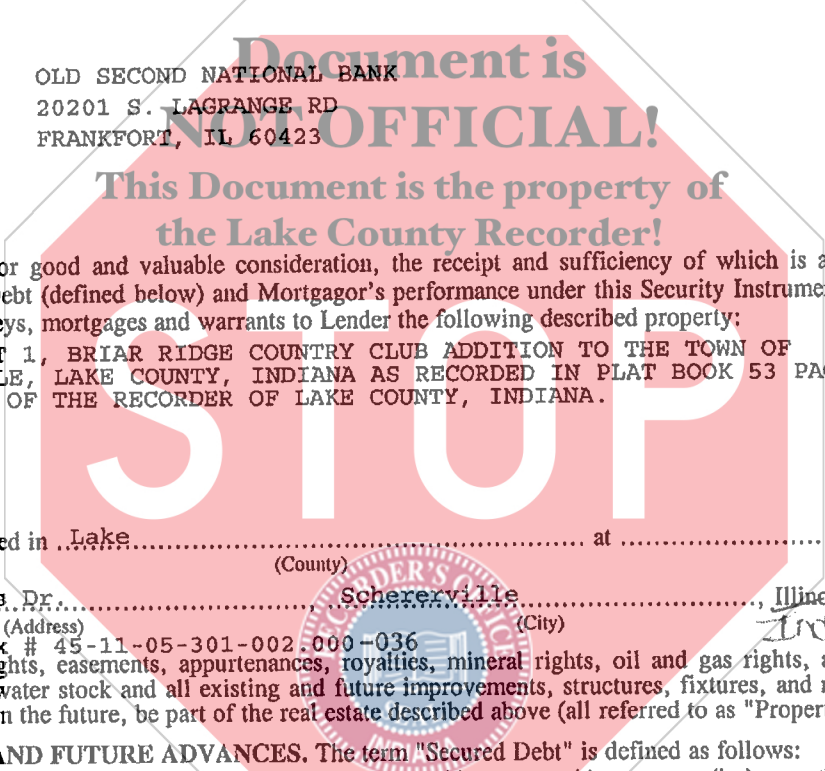 Document is
OLD SECOND NATIONAL BANK
20201 S. LAGRANGE RD
NOT OFFICIAL!
FRANKFORT, IL 60423
This Document is the property of
the Lake County Recorder!
or good and valuable consideration, the receipt and sufficiency of which is a
ebt (defined below) and Mortgagor's performance under this Security Instrume
eys, mortgages and warrants to Lender the following described property:
T 1, BRIAR RIDGE COUNTRY CLUB ADDITION TO THE TOWN OF
LE, LAKE COUNTY, INDIANA AS RECORDED IN PLAT BOOK 53 PAG
OF THE RECORDER OF LAKE COUNTY, INDIANA.
STOP
ed in Lake at
(County)
s Dr. , Schererville , Illino
(Address) (City)
x # 45-11-05-301-002.000-036
RECORDER'S OFFICE
ghts, easements, appurtenances, royalties, mineral rights, oil and gas rights, a
water stock and all existing and future improvements, structures, fixtures, and r
n the future, be part of the real estate described above (all referred to as "Propert
AND FUTURE ADVANCES. The term "Secured Debt" is defined as follows: